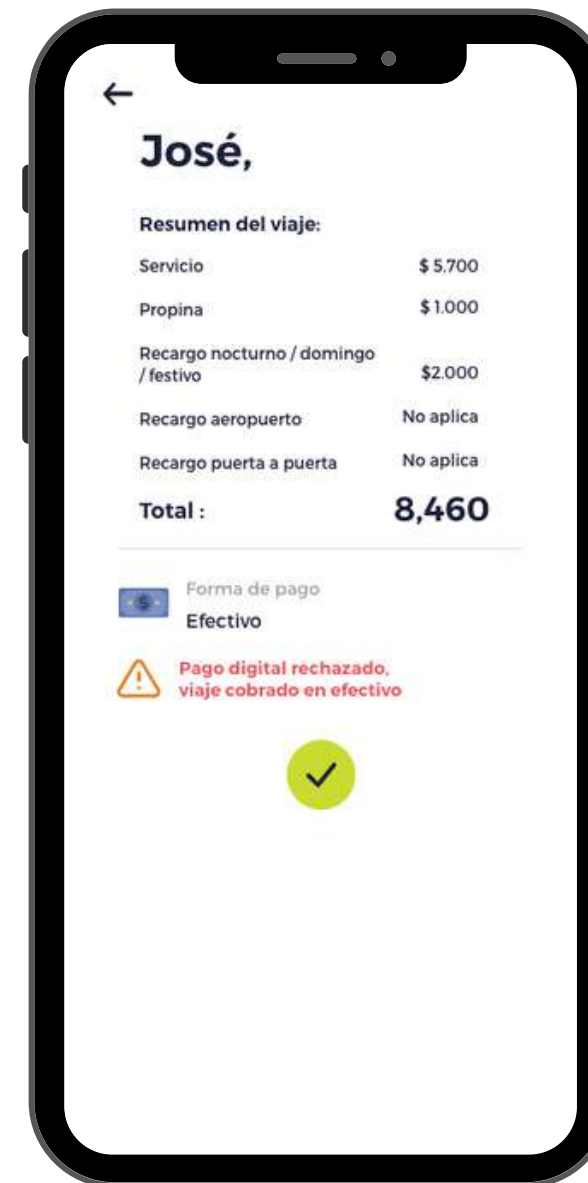 José,
Resumen del viaje:
Servicio $ 5.700
Propina $ 1.000
Recargo nocturno / domingo
/ festivo $2.000
Recargo aeropuerto No aplica
Recargo puerta a puerta No aplica
Total : 8,460
Forma de pago
Efectivo
Pago digital rechazado,
viaje cobrado en efectivo